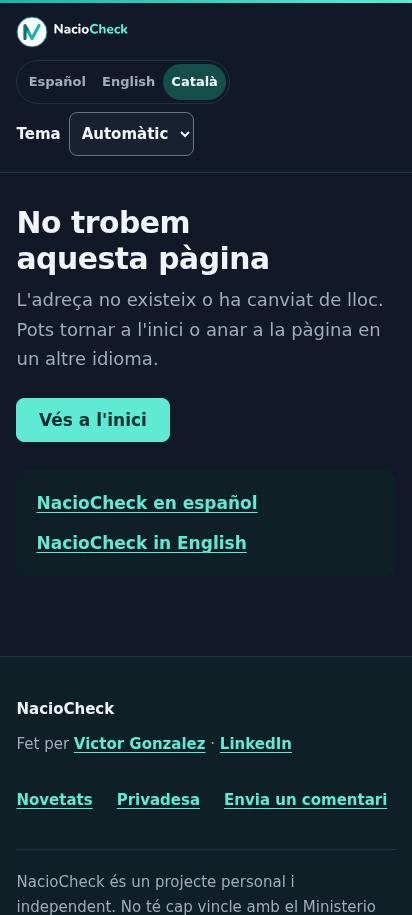 NacioCheck
Español English Català
Tema Automàtic
No trobem
aquesta pàgina
L'adreça no existeix o ha canviat de lloc.
Pots tornar a l'inici o anar a la pàgina en
un altre idioma.
Vés a l'inici
NacioCheck en español
NacioCheck in English
NacioCheck
Fet per Victor Gonzalez · LinkedIn
Novetats Privadesa Envia un comentari
NacioCheck és un projecte personal i
independent. No té cap vincle amb el Ministerio